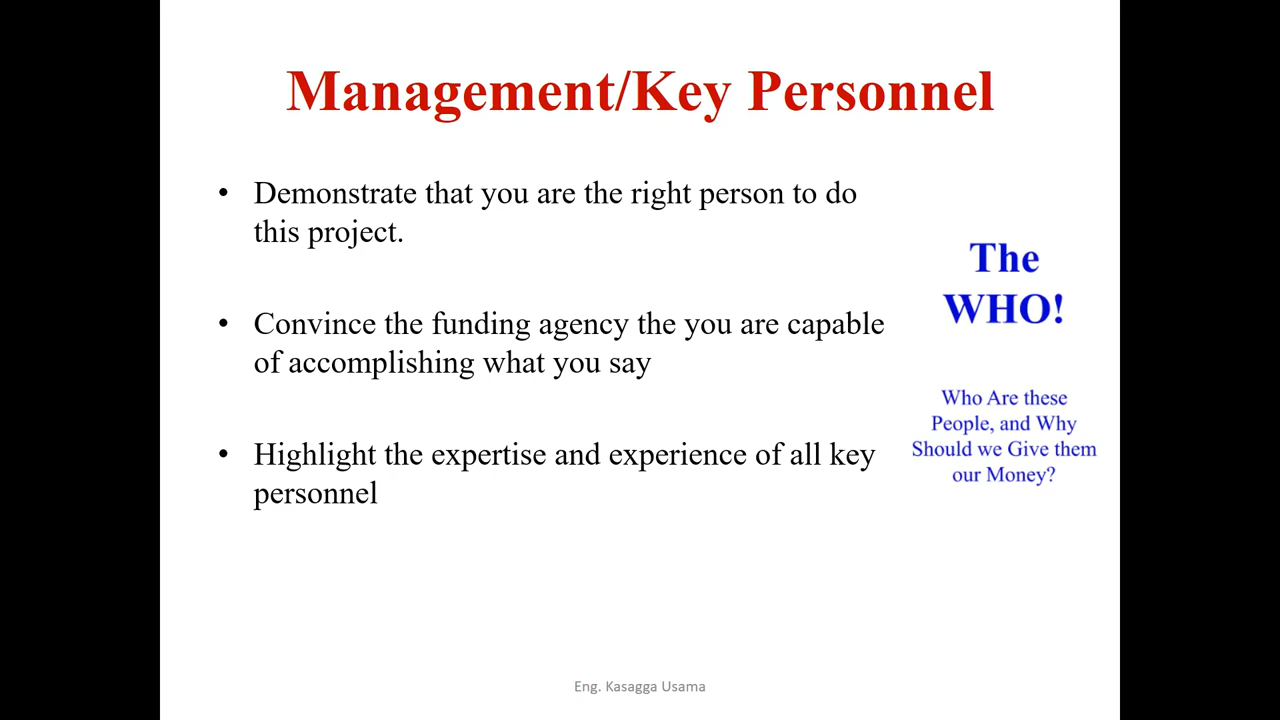 Management/Key Personnel
• Demonstrate that you are the right person to do
this project.
• Convince the funding agency the you are capable
of accomplishing what you say
• Highlight the expertise and experience of all key
personnel
The
WHO!
Who Are these
People, and Why
Should we Give them
our Money?
Eng. Kasagga Usama